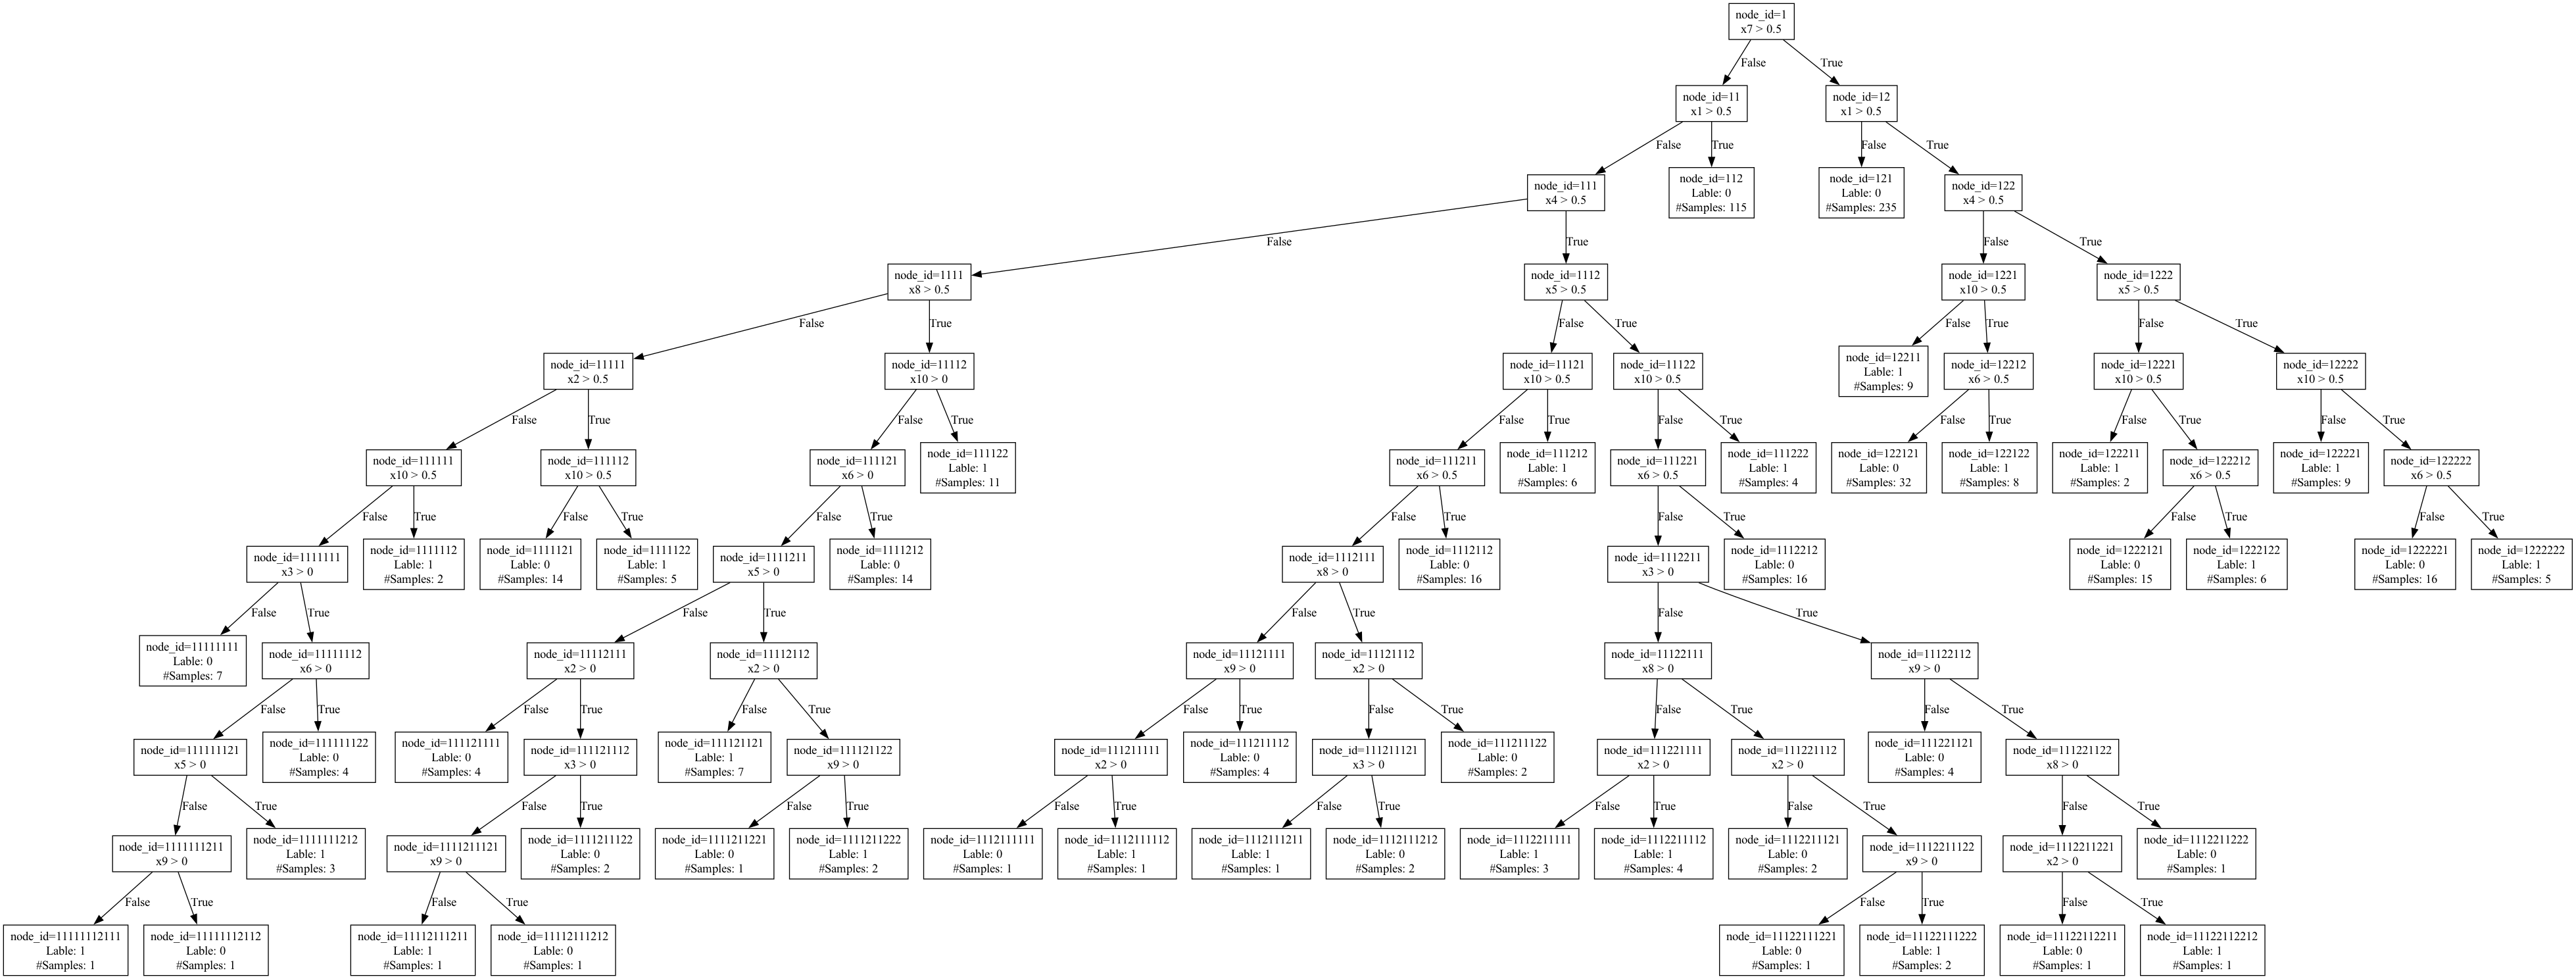 node_id=1
x7 > 0.5
False
True
node_id=11
x1 > 0.5
node_id=12
x1 > 0.5
False
True
False
True
node_id=111
x4 > 0.5
node_id=112
Lable: 0
#Samples: 115
node_id=121
Lable: 0
#Samples: 235
node_id=122
x4 > 0.5
False
True
False
True
node_id=1111
x8 > 0.5
node_id=1112
x5 > 0.5
node_id=1221
x10 > 0.5
node_id=1222
x5 > 0.5
False
True
False
True
False
True
False
True
node_id=11111
x2 > 0.5
node_id=11112
x10 > 0
node_id=11121
x10 > 0.5
node_id=11122
x10 > 0.5
node_id=12211
Lable: 1
#Samples: 9
node_id=12212
x6 > 0.5
node_id=12221
x10 > 0.5
node_id=12222
x10 > 0.5
False
True
False
True
False
True
False
True
False
True
False
True
False
True
node_id=111111
x10 > 0.5
node_id=111112
x10 > 0.5
node_id=111121
x6 > 0
node_id=111122
Lable: 1
#Samples: 11
node_id=111211
x6 > 0.5
node_id=111212
Lable: 1
#Samples: 6
node_id=111221
x6 > 0.5
node_id=111222
Lable: 1
#Samples: 4
node_id=122121
Lable: 0
#Samples: 32
node_id=122122
Lable: 1
#Samples: 8
node_id=122211
Lable: 1
#Samples: 2
node_id=122212
x6 > 0.5
node_id=122221
Lable: 1
#Samples: 9
node_id=122222
x6 > 0.5
False
True
False
True
False
True
False
True
False
True
False
True
False
True
node_id=1111111
x3 > 0
node_id=1111112
Lable: 1
#Samples: 2
node_id=1111121
Lable: 0
#Samples: 14
node_id=1111122
Lable: 1
#Samples: 5
node_id=1111211
x5 > 0
node_id=1111212
Lable: 0
#Samples: 14
node_id=1112111
x8 > 0
node_id=1112112
Lable: 0
#Samples: 16
node_id=1112211
x3 > 0
node_id=1112212
Lable: 0
#Samples: 16
node_id=1222121
Lable: 0
#Samples: 15
node_id=1222122
Lable: 1
#Samples: 6
node_id=1222221
Lable: 0
#Samples: 16
node_id=1222222
Lable: 1
#Samples: 5
False
True
False
True
False
True
False
True
node_id=11111111
Lable: 0
#Samples: 7
node_id=11111112
x6 > 0
node_id=11112111
x2 > 0
node_id=11112112
x2 > 0
node_id=11121111
x9 > 0
node_id=11121112
x2 > 0
node_id=11122111
x8 > 0
node_id=11122112
x9 > 0
False
True
False
True
False
True
False
True
False
True
False
True
False
True
node_id=111111121
x5 > 0
node_id=111111122
Lable: 0
#Samples: 4
node_id=111121111
Lable: 0
#Samples: 4
node_id=111121112
x3 > 0
node_id=111121121
Lable: 1
#Samples: 7
node_id=111121122
x9 > 0
node_id=111211111
x2 > 0
node_id=111211112
Lable: 0
#Samples: 4
node_id=111211121
x3 > 0
node_id=111211122
Lable: 0
#Samples: 2
node_id=111221111
x2 > 0
node_id=111221112
x2 > 0
node_id=111221121
Lable: 0
#Samples: 4
node_id=111221122
x8 > 0
False
True
False
True
False
True
False
True
False
True
False
True
False
True
False
True
node_id=1111111211
x9 > 0
node_id=1111111212
Lable: 1
#Samples: 3
node_id=1111211121
x9 > 0
node_id=1111211122
Lable: 0
#Samples: 2
node_id=1111211221
Lable: 0
#Samples: 1
node_id=1111211222
Lable: 1
#Samples: 2
node_id=1112111111
Lable: 0
#Samples: 1
node_id=1112111112
Lable: 1
#Samples: 1
node_id=1112111211
Lable: 1
#Samples: 1
node_id=1112111212
Lable: 0
#Samples: 2
node_id=1112211111
Lable: 1
#Samples: 3
node_id=1112211112
Lable: 1
#Samples: 4
node_id=1112211121
Lable: 0
#Samples: 2
node_id=1112211122
x9 > 0
node_id=1112211221
x2 > 0
node_id=1112211222
Lable: 0
#Samples: 1
False
True
False
True
False
True
False
True
node_id=11111112111
Lable: 1
#Samples: 1
node_id=11111112112
Lable: 0
#Samples: 1
node_id=11112111211
Lable: 1
#Samples: 1
node_id=11112111212
Lable: 0
#Samples: 1
node_id=11122111221
Lable: 0
#Samples: 1
node_id=11122111222
Lable: 1
#Samples: 2
node_id=11122112211
Lable: 0
#Samples: 1
node_id=11122112212
Lable: 1
#Samples: 1